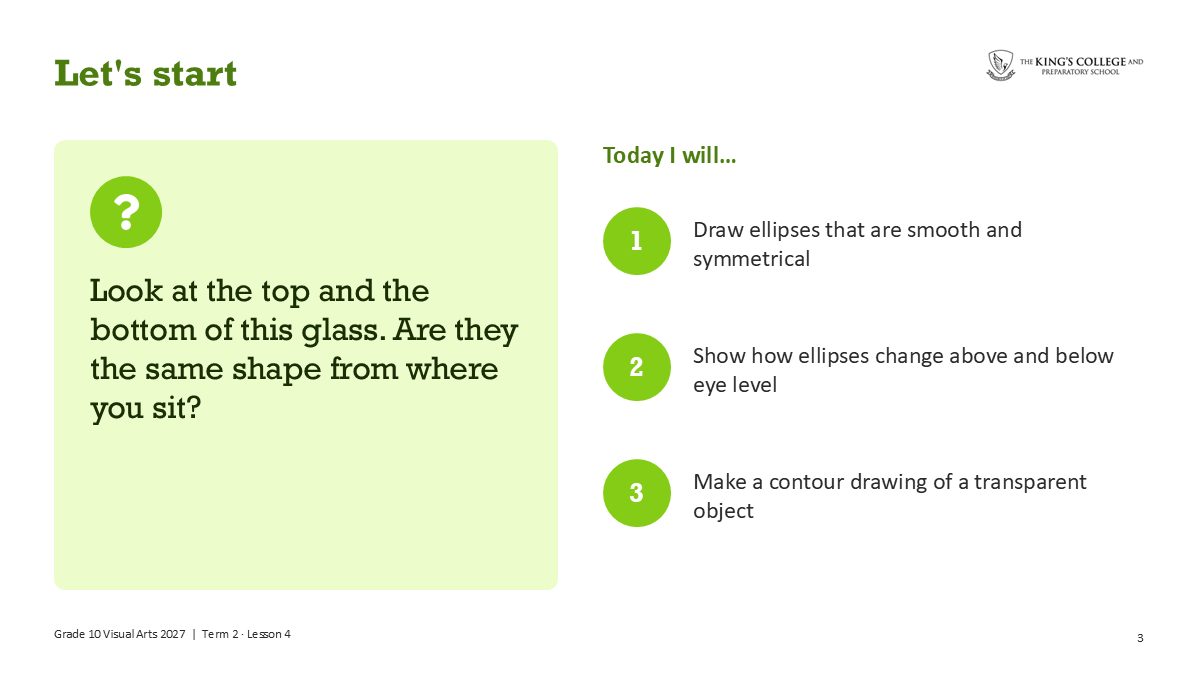 Let's start
THE KING'S COLLEGE AND
PREPARATORY SCHOOL
?
Look at the top and the
bottom of this glass. Are they
the same shape from where
you sit?
Today I will...
1
Draw ellipses that are smooth and
symmetrical
2
Show how ellipses change above and below
eye level
3
Make a contour drawing of a transparent
object
Grade 10 Visual Arts 2027 | Term 2 · Lesson 4
3